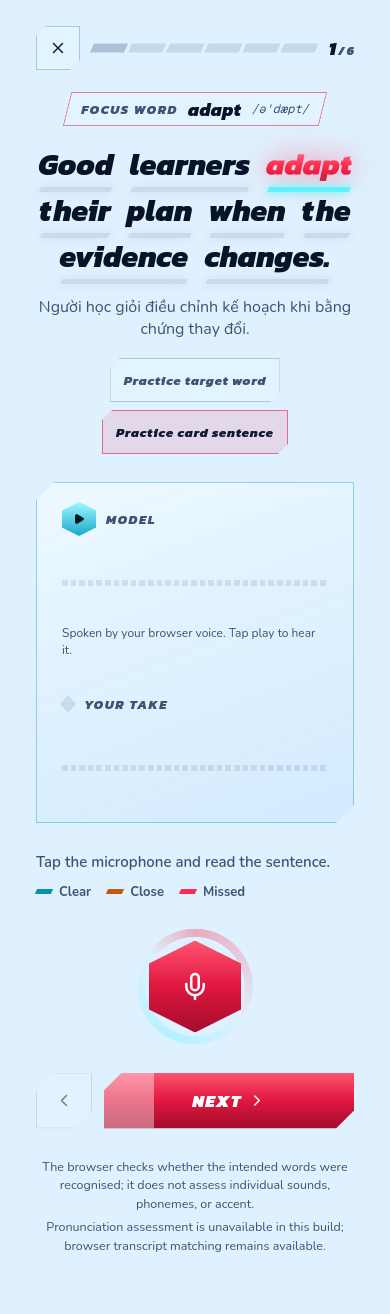 1/6
FOCUS WORD adapt /əˈdæpt/
Good learners adapt
their plan when the
evidence changes.
Người học giỏi điều chỉnh kế hoạch khi bằng
chứng thay đổi.
Practice target word
Practice card sentence
MODEL
Spoken by your browser voice. Tap play to hear
it.
YOUR TAKE
Tap the microphone and read the sentence.
Clear Close Missed
NEXT
The browser checks whether the intended words were
recognised; it does not assess individual sounds,
phonemes, or accent.
Pronunciation assessment is unavailable in this build;
browser transcript matching remains available.